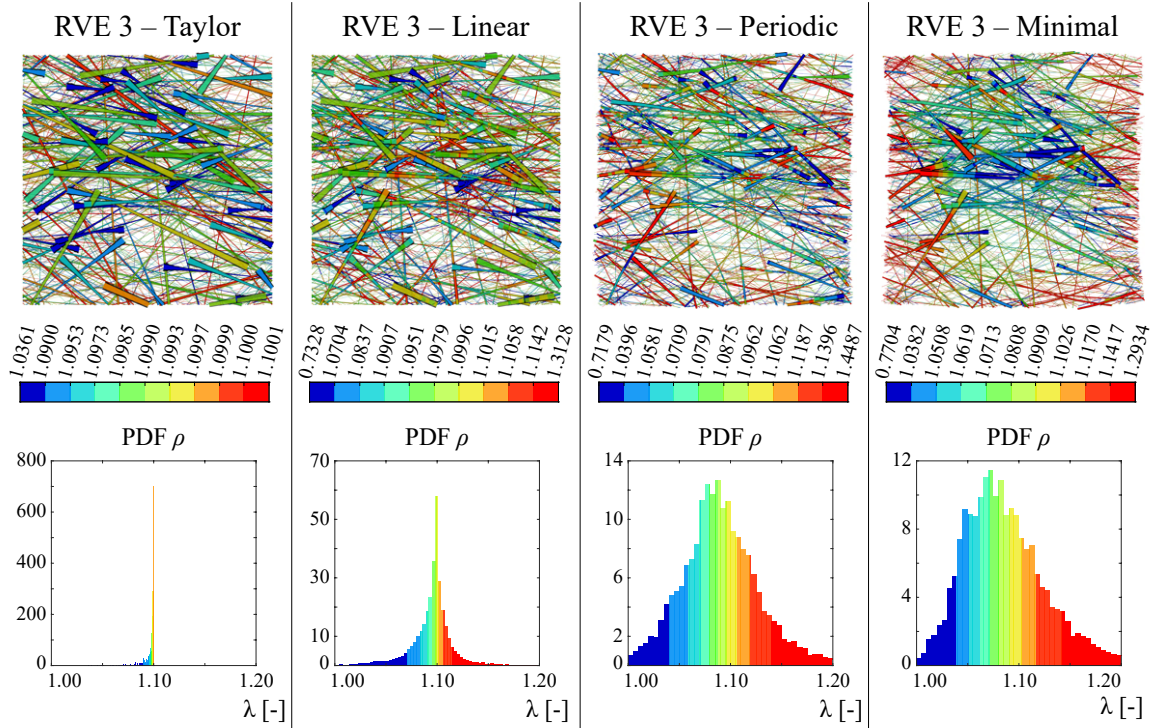 RVE 3 – Taylor
1.0361 1.0900 1.0953 1.0973 1.0985 1.0990 1.0993 1.0997 1.0999 1.1000 1.1001
PDF ρ
800
600
400
200
0
1.00 1.10 1.20
λ [-]
RVE 3 – Linear
0.7328 1.0704 1.0837 1.0907 1.0951 1.0979 1.0996 1.1015 1.1058 1.1142 1.3128
PDF ρ
70
60
50
40
30
20
10
0
1.00 1.10 1.20
λ [-]
RVE 3 – Periodic
0.7179 1.0396 1.0581 1.0709 1.0791 1.0875 1.0962 1.1062 1.1187 1.1396 1.4487
PDF ρ
14
12
10
8
6
4
2
0
1.00 1.10 1.20
λ [-]
RVE 3 – Minimal
0.7704 1.0382 1.0508 1.0619 1.0713 1.0808 1.0909 1.1026 1.1170 1.1417 1.2934
PDF ρ
12
8
4
0
1.00 1.10 1.20
λ [-]